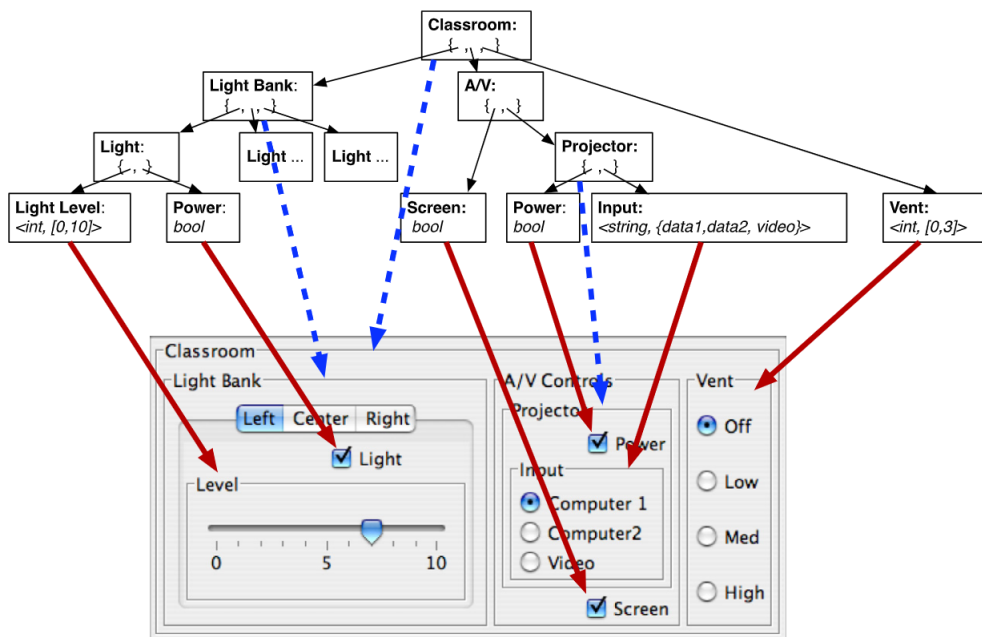 Classroom:
{ , , }
Light Bank:
{ , , }
A/V:
{ , }
Light:
{ , }
Light ...
Light ...
Projector:
{ , }
Light Level:
<int, [0,10]>
Power:
bool
Screen:
bool
Power:
bool
Input:
<string, {data1,data2, video}>
Vent:
<int, [0,3]>
Classroom
Light Bank
Left Center Right
Light
Level
0 5 10
A/V Controls
Projector
Power
Input
Computer 1
Computer2
Video
Screen
Vent
Off
Low
Med
High